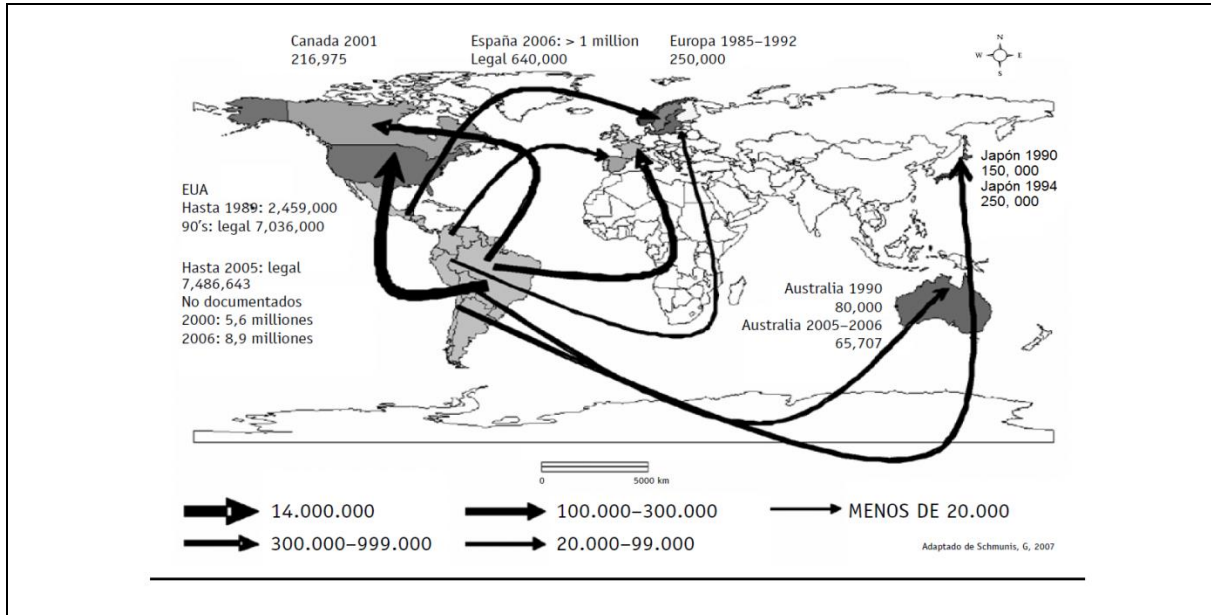 Canada 2001
216,975
España 2006: > 1 million
Legal 640,000
Europa 1985–1992
250,000
N
W E
S
Japón 1990
150, 000
Japón 1994
250, 000
EUA
Hasta 1989: 2,459,000
90's: legal 7,036,000
Hasta 2005: legal
7,486,643
No documentados
2000: 5,6 milliones
2006: 8,9 milliones
Australia 1990
80,000
Australia 2005–2006
65,707
0 5000 km
14.000.000
100.000–300.000
MENOS DE 20.000
300.000–999.000
20.000–99.000
Adaptado de Schmunis, G, 2007